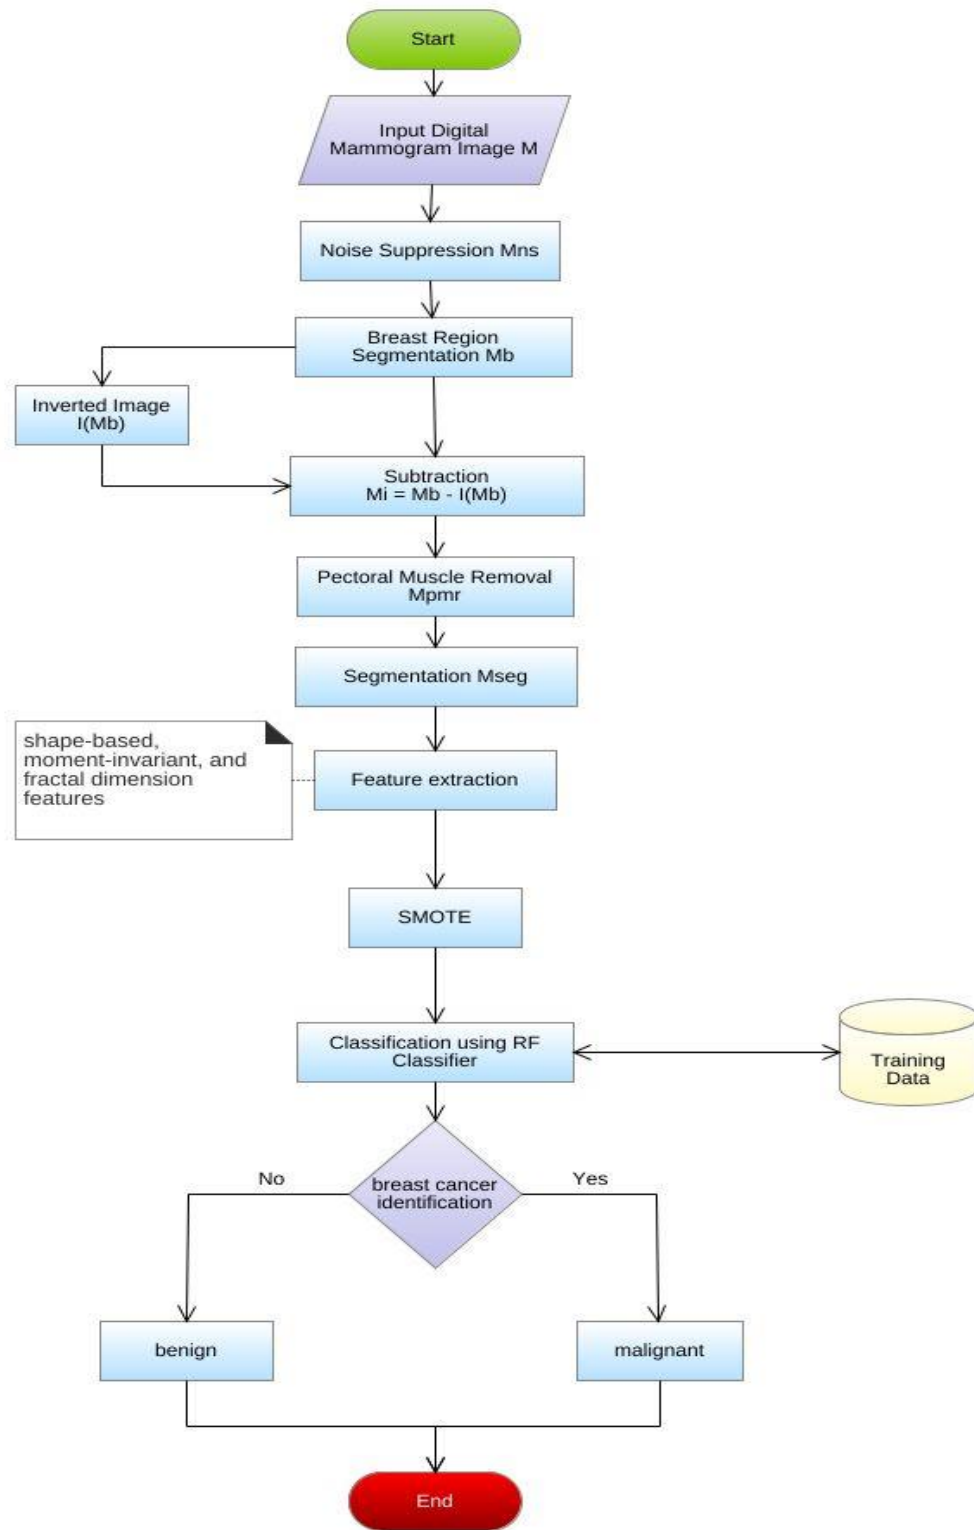 Start
Input Digital
Mammogram Image M
Noise Suppression Mns
Breast Region
Segmentation Mb
Inverted Image
I(Mb)
Subtraction
Mi = Mb - I(Mb)
Pectoral Muscle Removal
Mpmr
Segmentation Mseg
shape-based,
moment-invariant, and
fractal dimension
features
Feature extraction
SMOTE
Classification using RF
Classifier
Training
Data
No
breast cancer
identification
Yes
benign
malignant
End